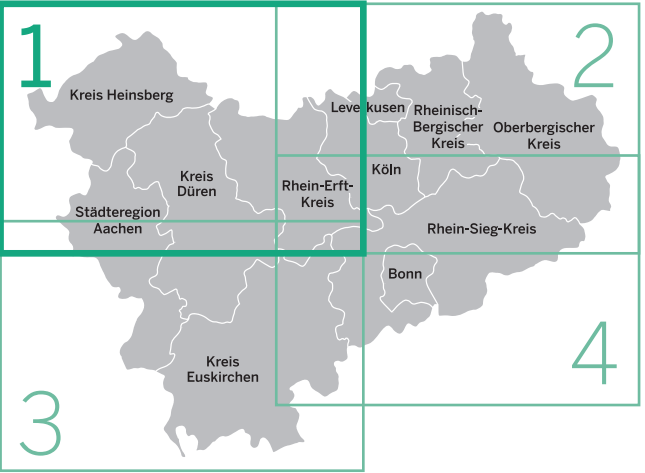 1
2
Kreis Heinsberg
Leverkusen
Rheinisch-
Bergischer
Kreis
Oberbergischer
Kreis
Kreis
Düren
Rhein-Erft-
Kreis
Köln
Städteregion
Aachen
Rhein-Sieg-Kreis
Bonn
Kreis
Euskirchen
3
4